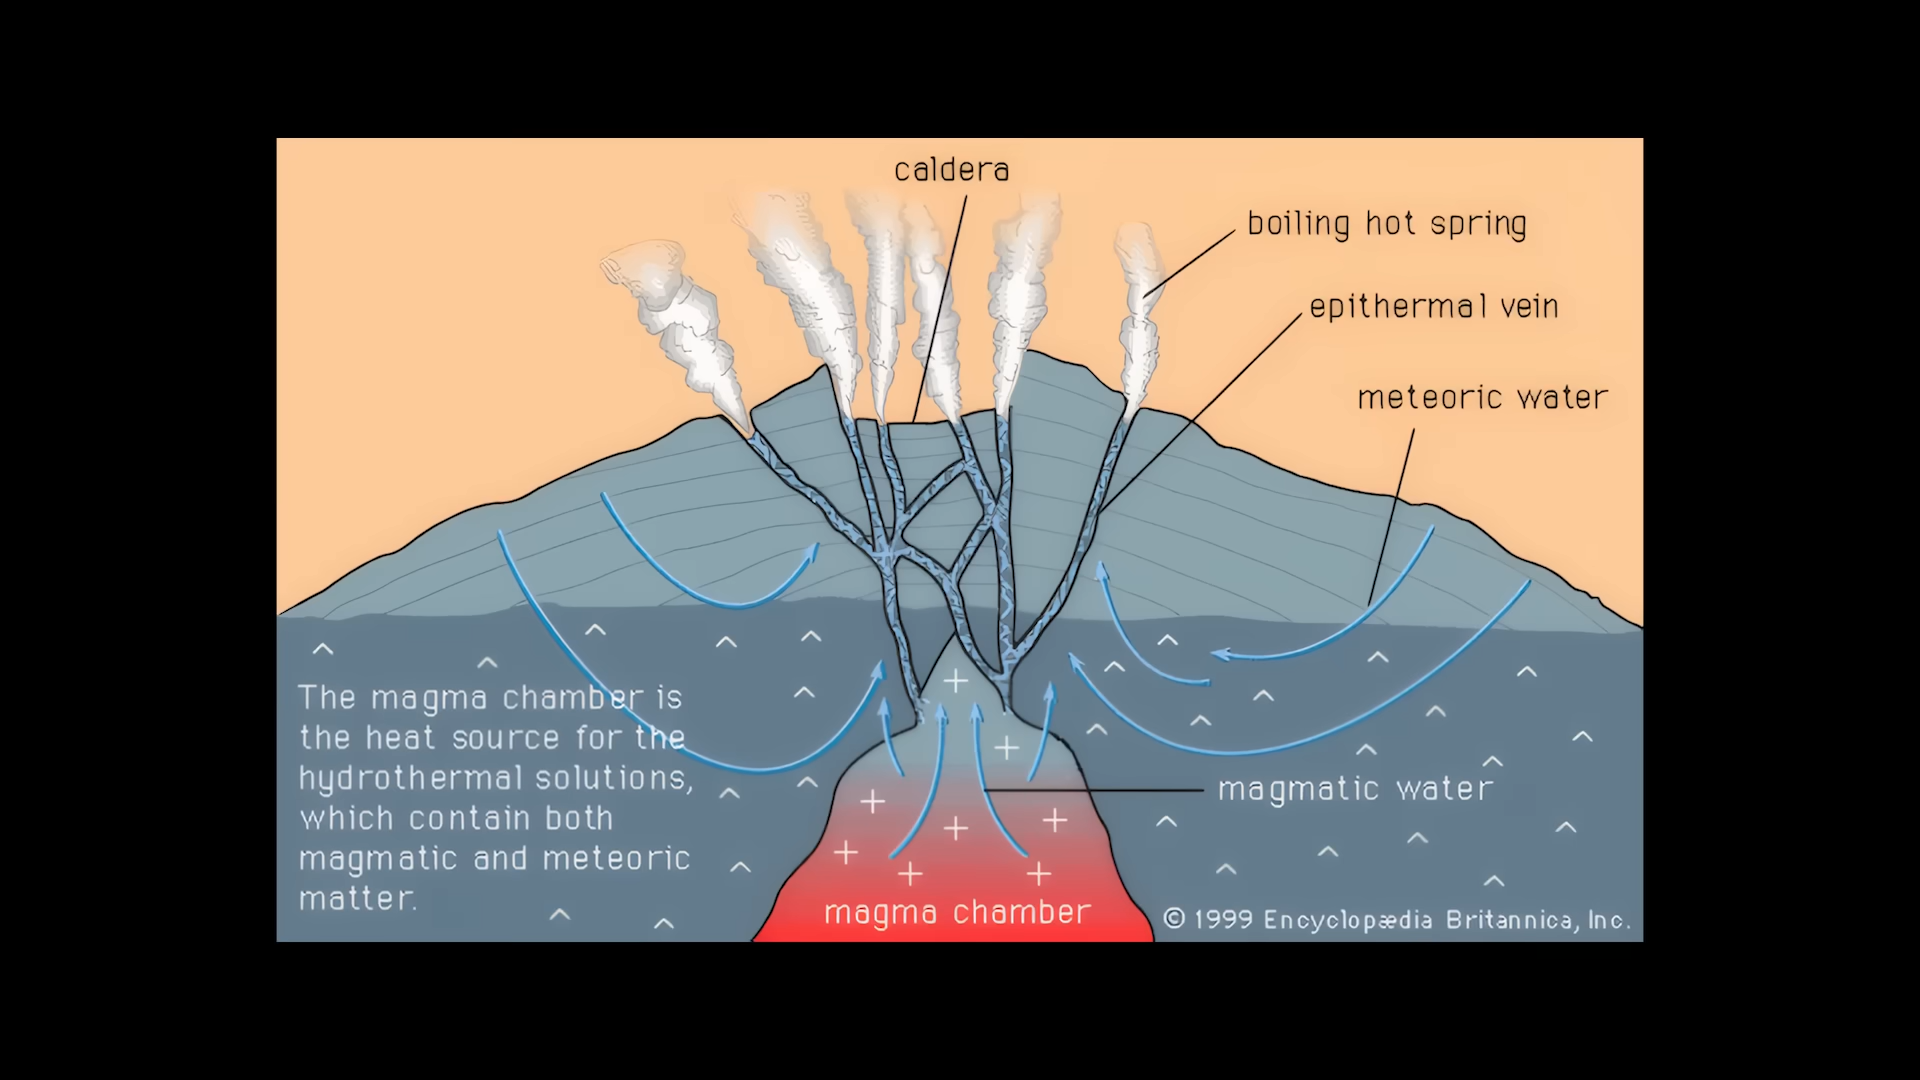 caldera
boiling hot spring
epithermal vein
meteoric water
The magma chamber is
the heat source for the
hydrothermal solutions,
which contain both
magmatic and meteoric
matter.
magmatic water
magma chamber
© 1999 Encyclopædia Britannica, Inc.